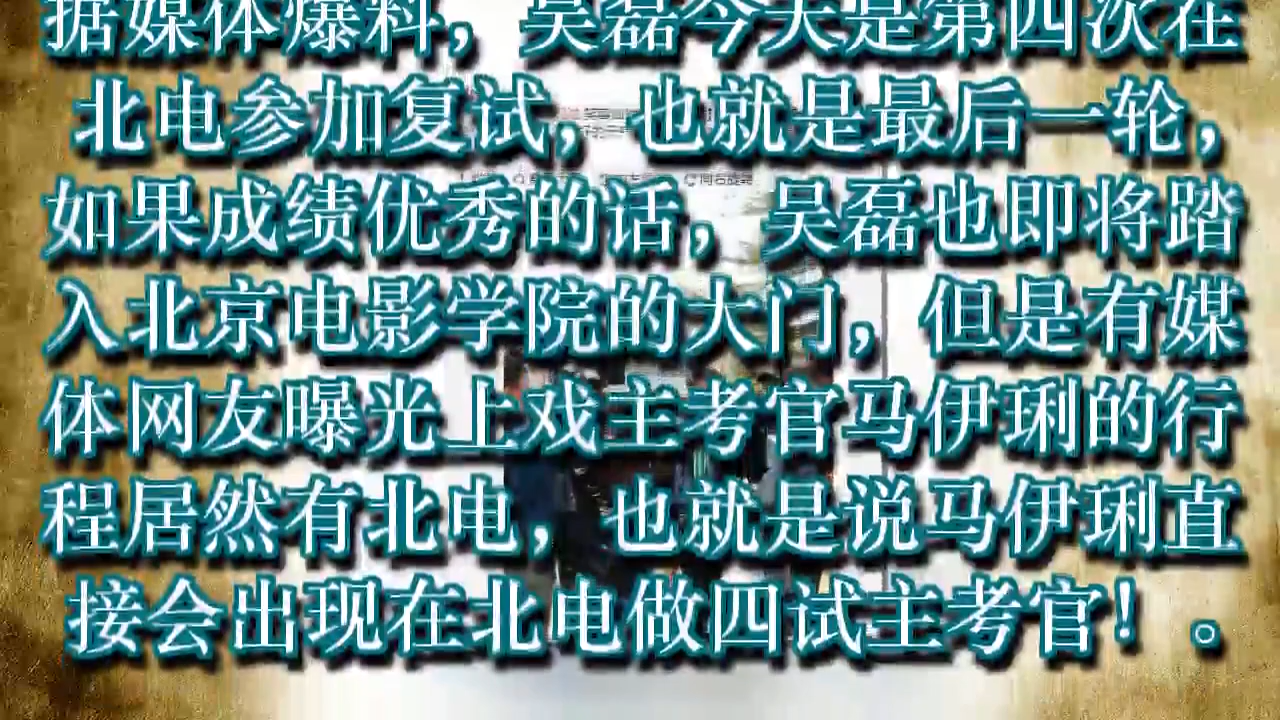 据媒体爆料，吴磊今天是第四次在
北电参加复试，也就是最后一轮，
如果成绩优秀的话，吴磊也即将踏
入北京电影学院的大门，但是有媒
体网友曝光上戏主考官马伊琍的行
程居然有北电，也就是说马伊琍直
接会出现在北电做四试主考官！。